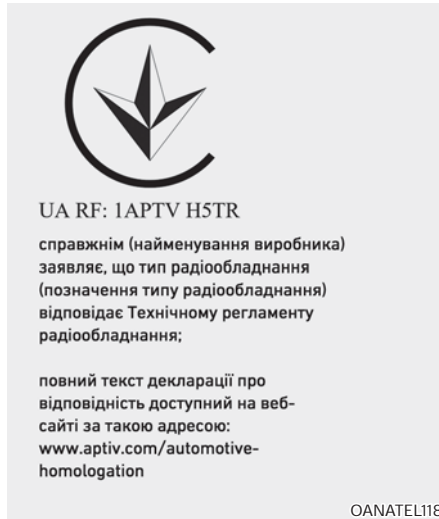 UA RF: 1APTV H5TR
справжнім (найменування виробника)
заявляє, що тип радіообладнання
(позначення типу радіообладнання)
відповідає Технічному регламенту
радіообладнання;
повний текст декларації про
відповідність доступний на веб-
сайті за такою адресою:
www.aptiv.com/automotive-
homologation
OANATEL118